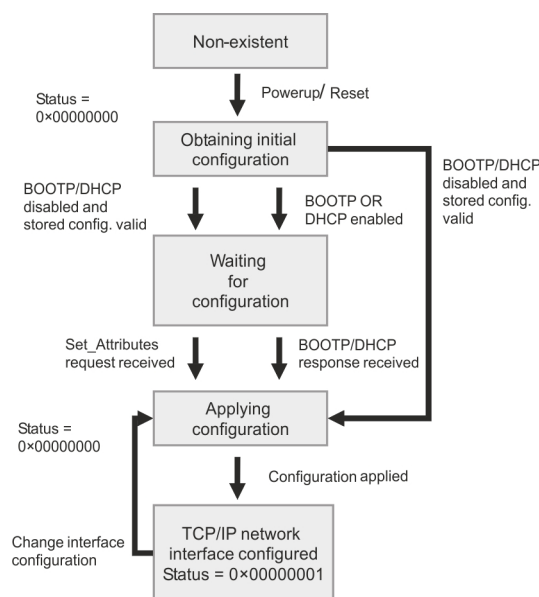 Non-existent
Powerup/ Reset
Status =
0×00000000
Obtaining initial
configuration
BOOTP/DHCP
disabled and
stored config. valid
BOOTP OR
DHCP enabled
BOOTP/DHCP
disabled and
stored config.
valid
Waiting
for
configuration
Set_Attributes
request received
BOOTP/DHCP
response received
Applying
configuration
Status =
0×00000000
Configuration applied
Change interface
configuration
TCP/IP network
interface configured
Status = 0×00000001